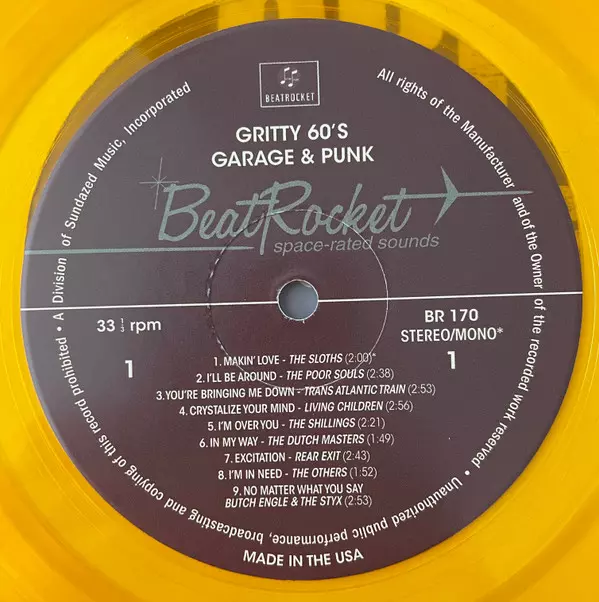 BEATROCKET
GRITTY 60'S
GARAGE & PUNK
BeatRocket
space-rated sounds
33 1/3 rpm
1
BR 170
STEREO/MONO*
1
1. MAKIN' LOVE - THE SLOTHS (2:00)*
2. I'LL BE AROUND - THE POOR SOULS (2:38)
3. YOU'RE BRINGING ME DOWN - TRANS ATLANTIC TRAIN (2:53)
4. CRYSTALIZE YOUR MIND - LIVING CHILDREN (2:56)
5. I'M OVER YOU - THE SHILLINGS (2:21)
6. IN MY WAY - THE DUTCH MASTERS (1:49)
7. EXCITATION - REAR EXIT (2:43)
8. I'M IN NEED - THE OTHERS (1:52)
9. NO MATTER WHAT YOU SAY
BUTCH ENGLE & THE STYX (2:53)
MADE IN THE USA
All rights of the Manufacturer and of the Owner of the recorded work reserved • Unauthorized public performance, broadcasting and copying of this record prohibited • A Division of Sundazed Music, Incorporated